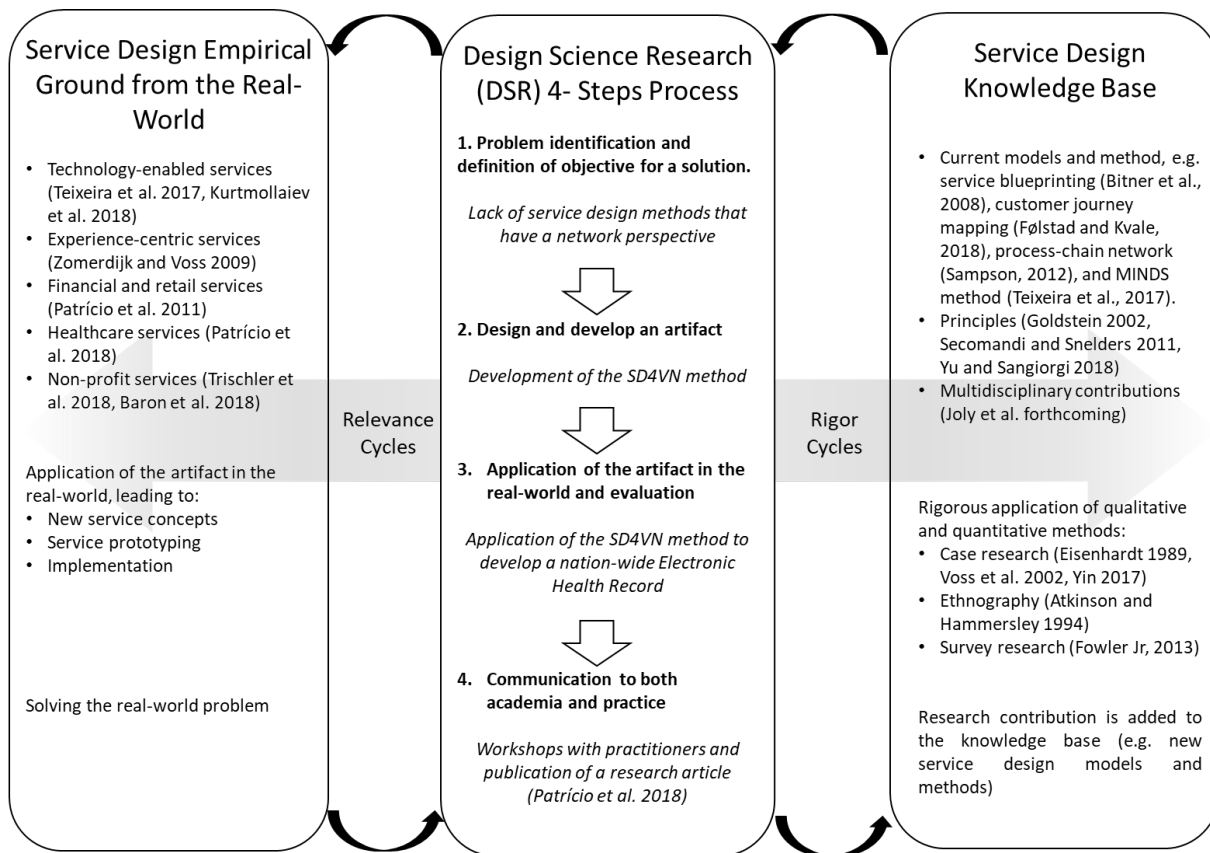 Service Design Empirical
Ground from the Real-
World
• Technology-enabled services
(Teixeira et al. 2017, Kurtmollaiev
et al. 2018)
• Experience-centric services
(Zomerdijk and Voss 2009)
• Financial and retail services
(Patrício et al. 2011)
• Healthcare services (Patrício et
al. 2018)
• Non-profit services (Trischler et
al. 2018, Baron et al. 2018)
Application of the artifact in the
real-world, leading to:
• New service concepts
• Service prototyping
• Implementation
Solving the real-world problem
Relevance
Cycles
Design Science Research
(DSR) 4- Steps Process
1. Problem identification and
definition of objective for a solution.
Lack of service design methods that
have a network perspective
2. Design and develop an artifact
Development of the SD4VN method
3. Application of the artifact in the
real-world and evaluation
Application of the SD4VN method to
develop a nation-wide Electronic
Health Record
4. Communication to both
academia and practice
Workshops with practitioners and
publication of a research article
(Patrício et al. 2018)
Rigor
Cycles
Service Design
Knowledge Base
• Current models and method, e.g.
service blueprinting (Bitner et al.,
2008), customer journey
mapping (Følstad and Kvale,
2018), process-chain network
(Sampson, 2012), and MINDS
method (Teixeira et al., 2017).
• Principles (Goldstein 2002,
Secomandi and Snelders 2011,
Yu and Sangiorgi 2018)
• Multidisciplinary contributions
(Joly et al. forthcoming)
Rigorous application of qualitative
and quantitative methods:
• Case research (Eisenhardt 1989,
Voss et al. 2002, Yin 2017)
• Ethnography (Atkinson and
Hammersley 1994)
• Survey research (Fowler Jr, 2013)
Research contribution is added to
the knowledge base (e.g. new
service design models and
methods)